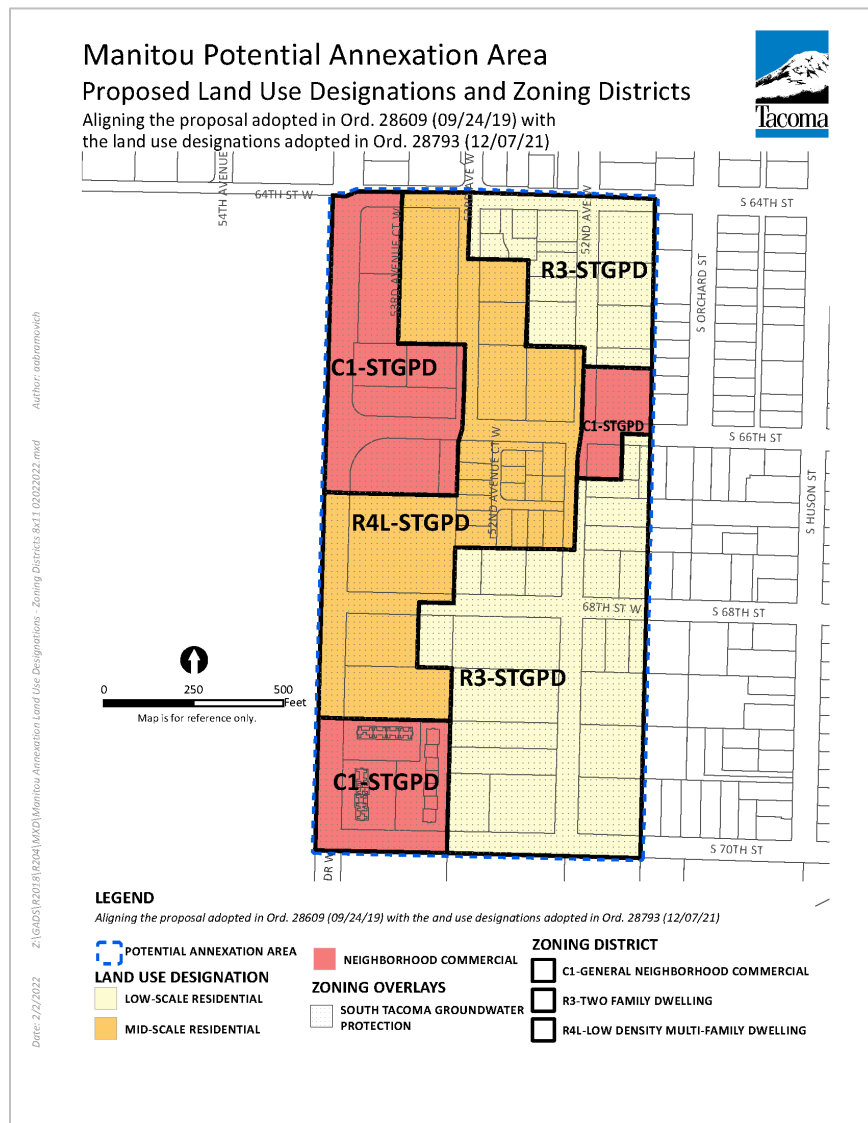 Manitou Potential Annexation Area
Proposed Land Use Designations and Zoning Districts
Aligning the proposal adopted in Ord. 28609 (09/24/19) with
the land use designations adopted in Ord. 28793 (12/07/21)
Tacoma
54TH AVENUE
64TH ST W
53RD AVENUE CT W
52ND AVE W
S 64TH ST
S ORCHARD ST
R3-STGPD
C1-STGPD
C1-STGPD
S 66TH ST
52ND AVENUE CT W
S HUSON ST
R4L-STGPD
68TH ST W
S 68TH ST
R3-STGPD
0 250 500
Feet
Map is for reference only.
C1-STGPD
S 70TH ST
DR W
Author: aabramovich
Z:\GADS\R2018\R204\MXD\Manitou Annexation Land Use Designations - Zoning Districts 8x11 02022022.mxd
Date: 2/2/2022
LEGEND
Aligning the proposal adopted in Ord. 28609 (09/24/19) with the and use designations adopted in Ord. 28793 (12/07/21)
POTENTIAL ANNEXATION AREA
LAND USE DESIGNATION
LOW-SCALE RESIDENTIAL
MID-SCALE RESIDENTIAL
NEIGHBORHOOD COMMERCIAL
ZONING OVERLAYS
SOUTH TACOMA GROUNDWATER
PROTECTION
ZONING DISTRICT
C1-GENERAL NEIGHBORHOOD COMMERCIAL
R3-TWO FAMILY DWELLING
R4L-LOW DENSITY MULTI-FAMILY DWELLING